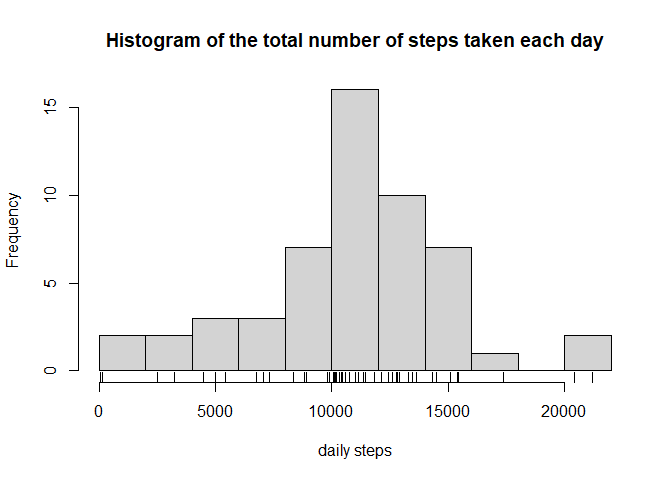 Histogram of the total number of steps taken each day
Frequency
15
10
5
0
0 5000 10000 15000 20000
daily steps